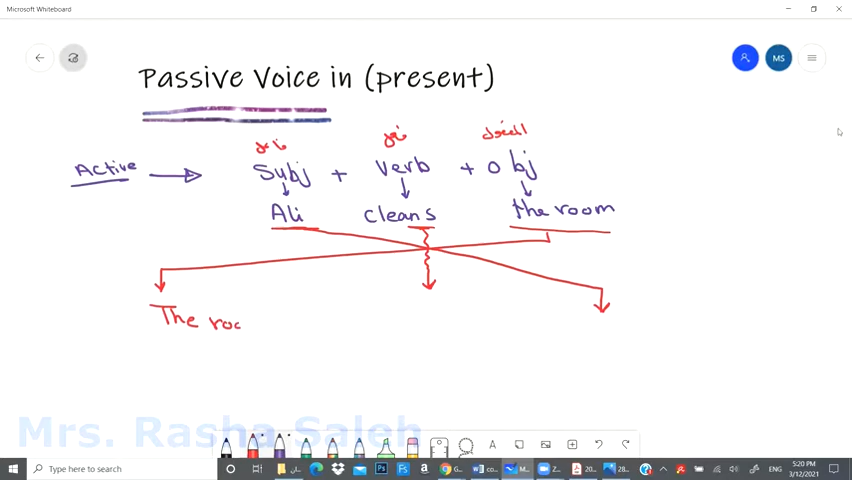 Microsoft Whiteboard
MS
Passive Voice in (present)
فاعل فعل المفعول
Active Subj + Verb + obj
Ali cleans the room
The roo
Mrs. Rasha Saleh
A
Type here to search
5:20 PM
3/12/2021